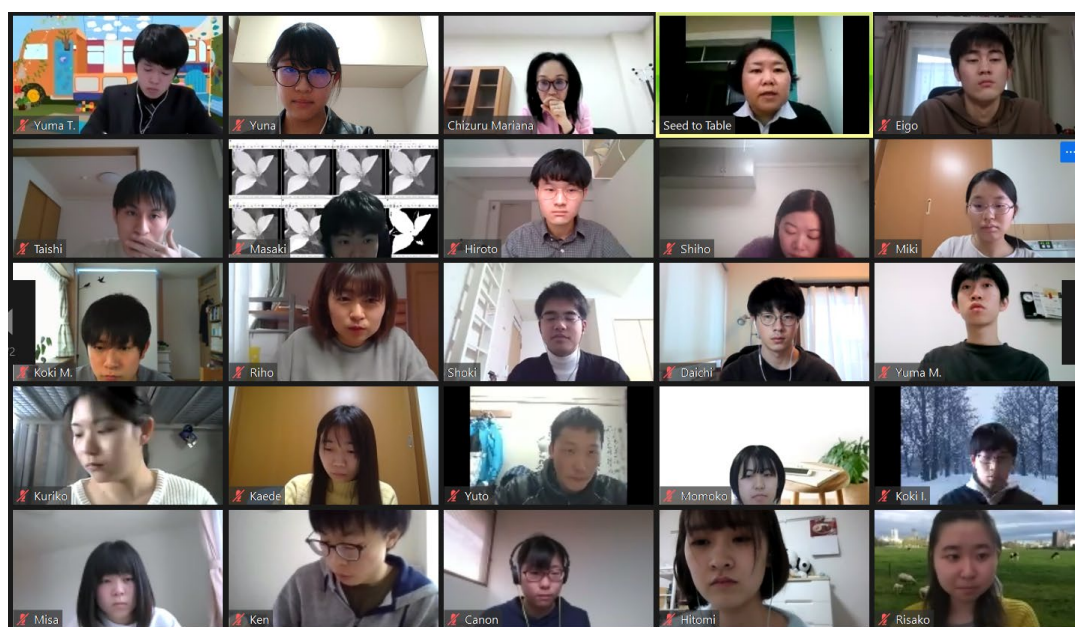 Yuma T.
Yuna
Chizuru Mariana
Seed to Table
Eigo
Taishi
Masaki
Hiroto
Shiho
Miki
Koki M.
Riho
Shoki
Daichi
Yuma M.
Kuriko
Kaede
Yuto
Momoko
Koki I.
Misa
Ken
Canon
Hitomi
Risako